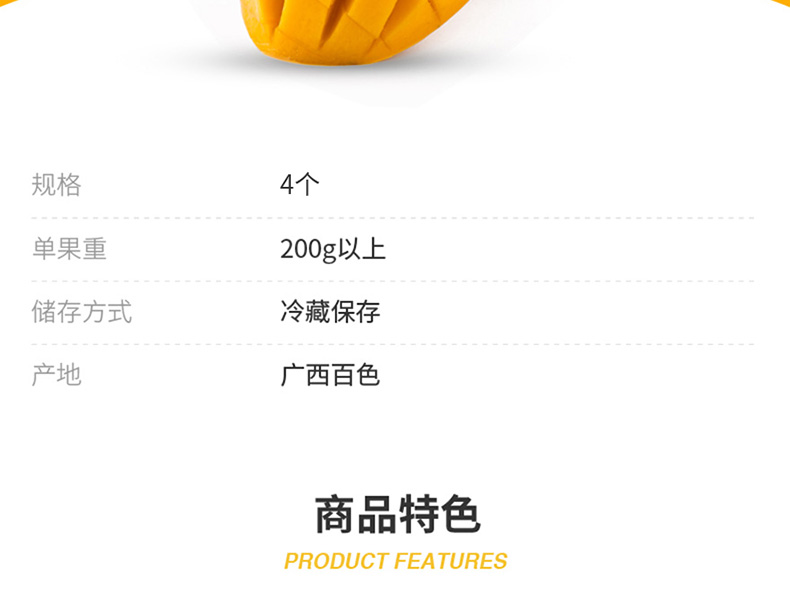 规格 4个
单果重 200g以上
储存方式 冷藏保存
产地 广西百色
商品特色
PRODUCT FEATURES